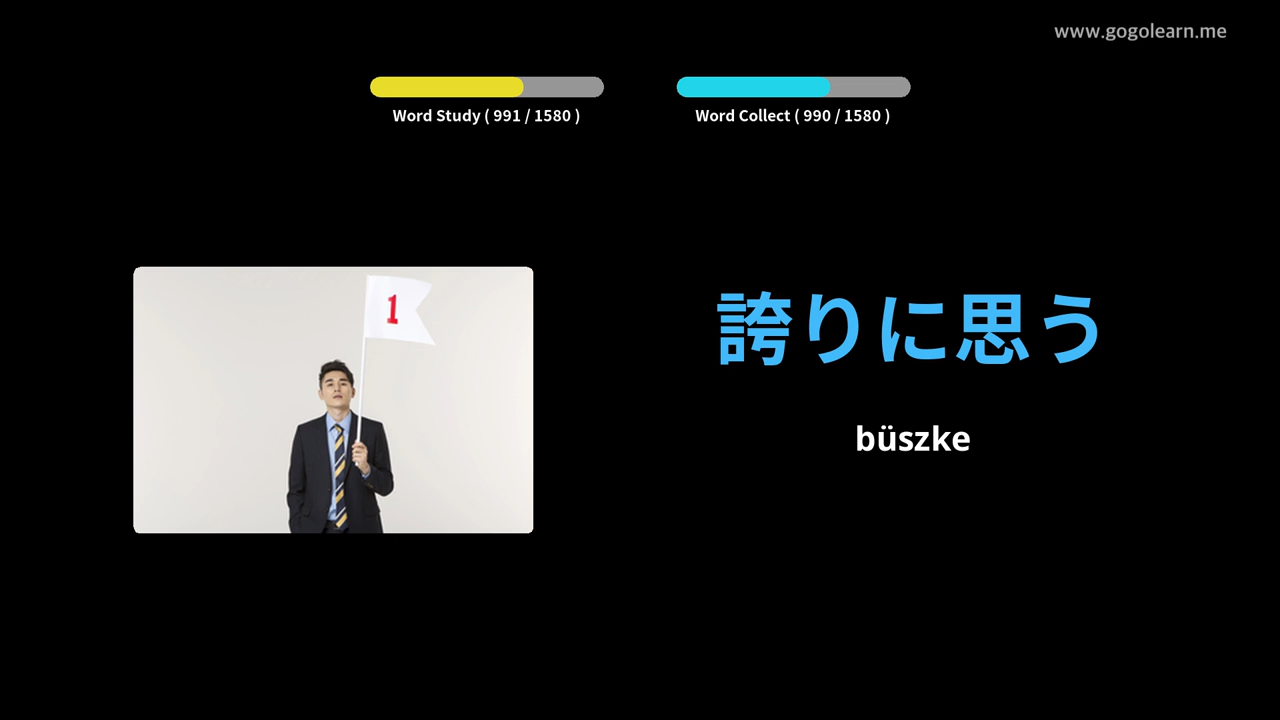 www.gogolearn.me
Word Study ( 991 / 1580 )
Word Collect ( 990 / 1580 )
1
誇りに思う
büszke